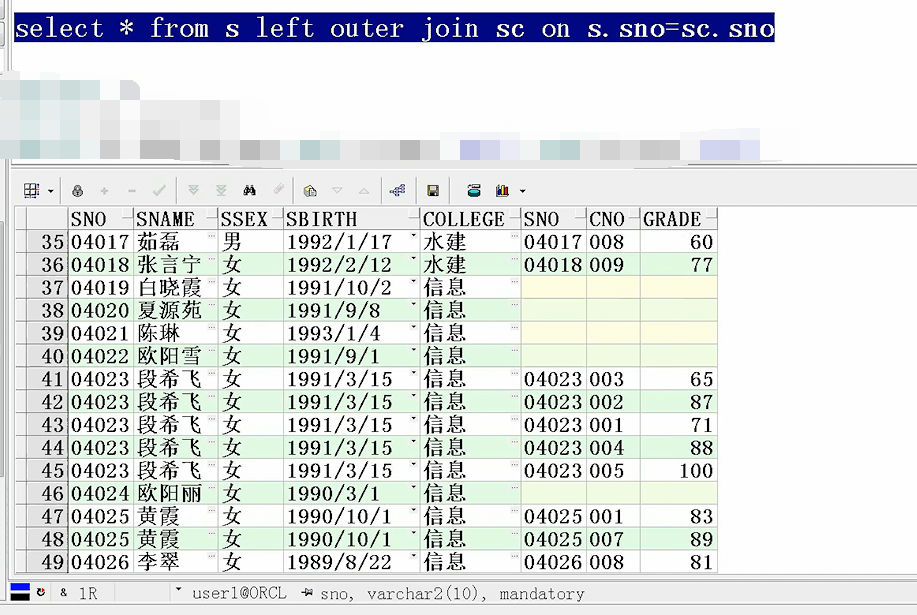 select * from s left outer join sc on s.sno=sc.sno
SNO SNAME SSEX SBIRTH COLLEGE SNO CNO GRADE
35 04017 茹磊 男 1992/1/17 水建 04017 008 60
36 04018 张言宁 女 1992/2/12 水建 04018 009 77
37 04019 白晓霞 女 1991/10/2 信息
38 04020 夏源苑 女 1991/9/8 信息
39 04021 陈琳 女 1993/1/4 信息
40 04022 欧阳雪 女 1991/9/1 信息
41 04023 段希飞 女 1991/3/15 信息 04023 003 65
42 04023 段希飞 女 1991/3/15 信息 04023 002 87
43 04023 段希飞 女 1991/3/15 信息 04023 001 71
44 04023 段希飞 女 1991/3/15 信息 04023 004 88
45 04023 段希飞 女 1991/3/15 信息 04023 005 100
46 04024 欧阳丽 女 1990/3/1 信息
47 04025 黄霞 女 1990/10/1 信息 04025 001 83
48 04025 黄霞 女 1990/10/1 信息 04025 007 89
49 04026 李翠 女 1989/8/22 信息 04026 008 81
& 1R user1@ORCL sno, varchar2(10), mandatory